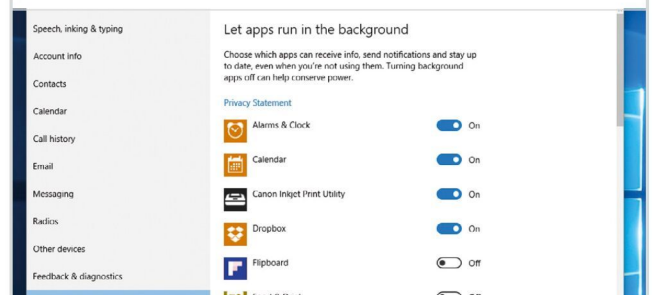 Speech, inking & typing
Account info
Contacts
Calendar
Call history
Email
Messaging
Radios
Other devices
Feedback & diagnostics
Let apps run in the background
Choose which apps can receive info, send notifications and stay up
to date, even when you're not using them. Turning background
apps off can help conserve power.
Privacy Statement
Alarms & Clock On
Calendar On
Canon Inkjet Print Utility On
Dropbox On
Flipboard Off